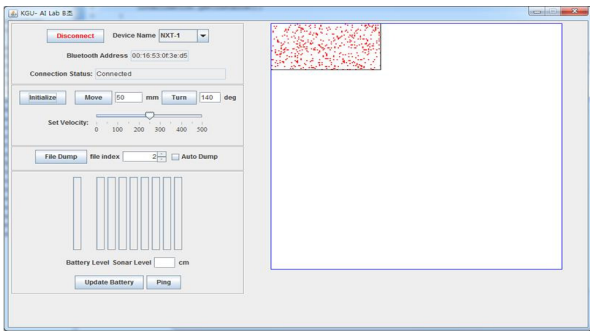 KGU- AI Lab 6조
Disconnect Device Name NXT-1
Bluetooth Address 00:16:53:0f:3e:d5
Connection Status: Connected
Initialize Move 50 mm Turn 140 deg
Set Velocity:
0 100 200 300 400 500
File Dump file index 2 Auto Dump
Battery Level Sonar Level cm
Update Battery Ping